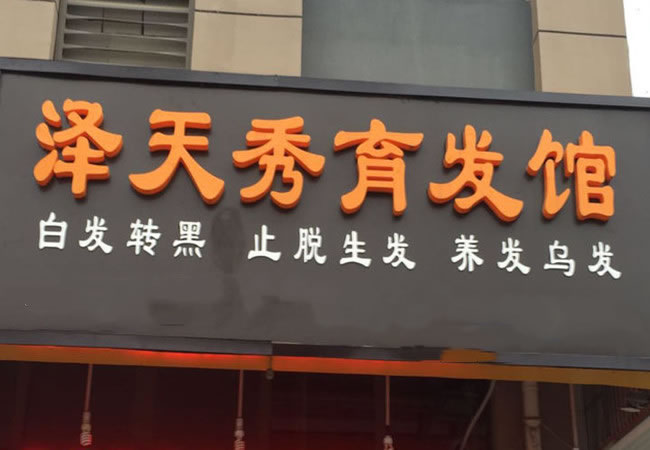 泽天秀育发馆
白发转黑 止脱生发 养发乌发